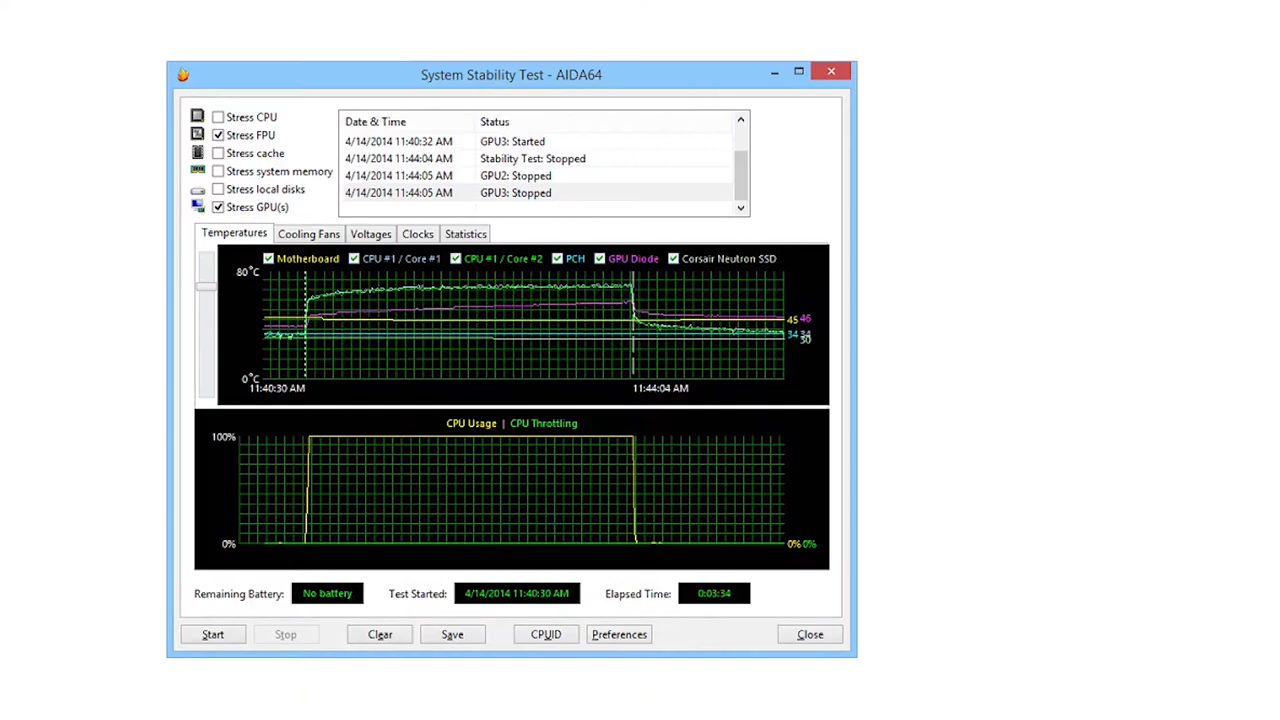 System Stability Test - AIDA64
Stress CPU
Stress FPU
Stress cache
Stress system memory
Stress local disks
Stress GPU(s)
Date & Time Status
4/14/2014 11:40:32 AM GPU3: Started
4/14/2014 11:44:04 AM Stability Test: Stopped
4/14/2014 11:44:05 AM GPU2: Stopped
4/14/2014 11:44:05 AM GPU3: Stopped
Temperatures Cooling Fans Voltages Clocks Statistics
Motherboard CPU #1 / Core #1 CPU #1 / Core #2 PCH GPU Diode Corsair Neutron SSD
80°C
45 46
34 34
30
0°C
11:40:30 AM 11:44:04 AM
CPU Usage | CPU Throttling
100%
0% 0% 0%
Remaining Battery: No battery Test Started: 4/14/2014 11:40:30 AM Elapsed Time: 0:03:34
Start Stop Clear Save CPUID Preferences Close